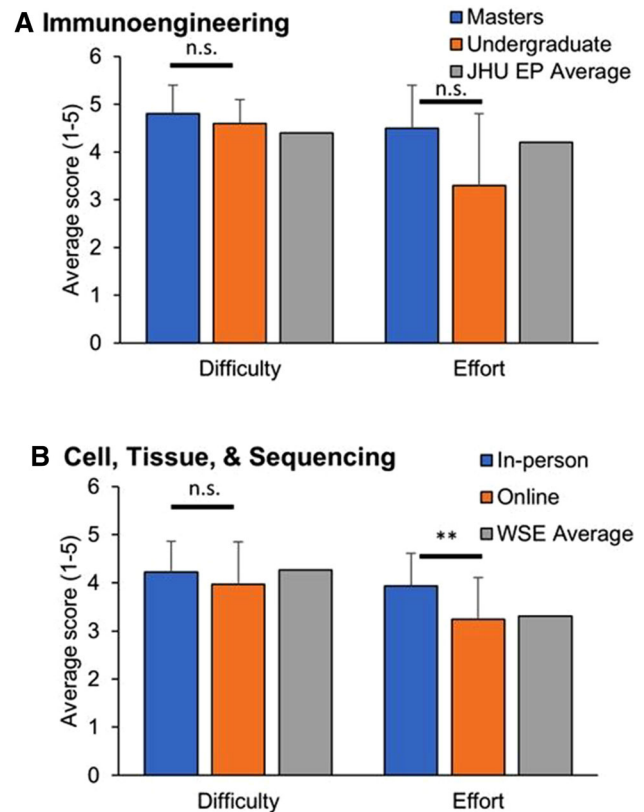 A Immunoengineering
Masters
Undergraduate
JHU EP Average
n.s.
n.s.
Average score (1-5)
6
5
4
3
2
1
0
Difficulty
Effort
B Cell, Tissue, & Sequencing
In-person
Online
WSE Average
n.s.
**
Average score (1-5)
6
5
4
3
2
1
0
Difficulty
Effort